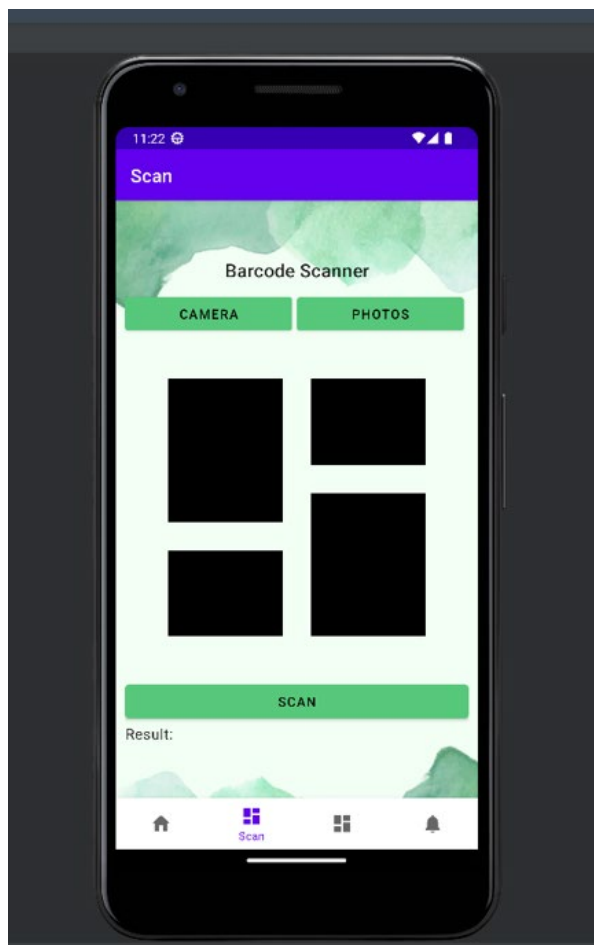 11:22
Scan
Barcode Scanner
CAMERA PHOTOS
SCAN
Result:
Scan